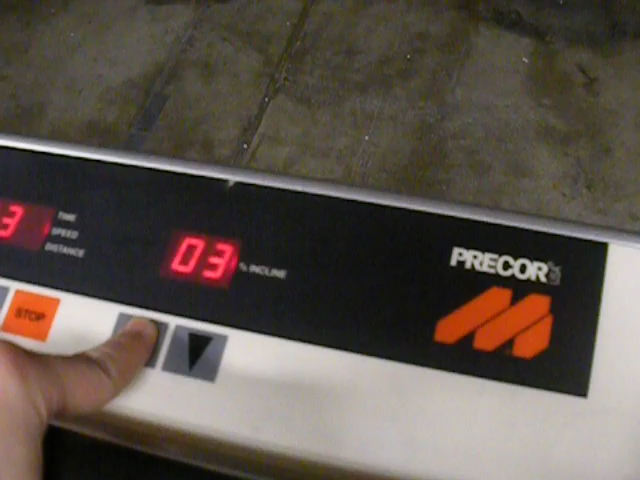 3
TIME
SPEED
DISTANCE
03
% INCLINE
PRECOR
STOP